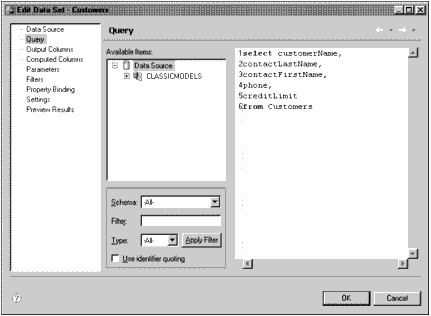 Edit Data Set - Customers
Data Source
Query
Output Columns
Computed Columns
Parameters
Filters
Property Binding
Settings
Preview Results
Query
Available Items:
Data Source
CLASSICMODELS
Schema: -All-
Filter:
Type: -All- Apply Filter
Use identifier quoting
1select customerName,
2contactLastName,
3contactFirstName,
4phone,
5creditLimit
6from Customers
OK Cancel